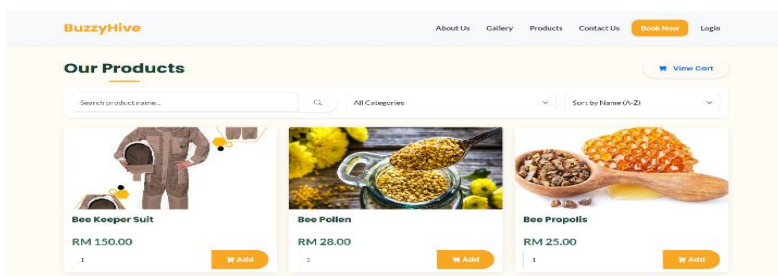 BuzzyHive
About Us Gallery Products Contact Us Book Now Login
Our Products
View Cart
Search product name...
All Categories
Sort by Name (A-Z)
Bee Keeper Suit
Bee Pollen
Bee Propolis
RM 150.00
RM 28.00
RM 25.00
1 Add
1 Add
1 Add